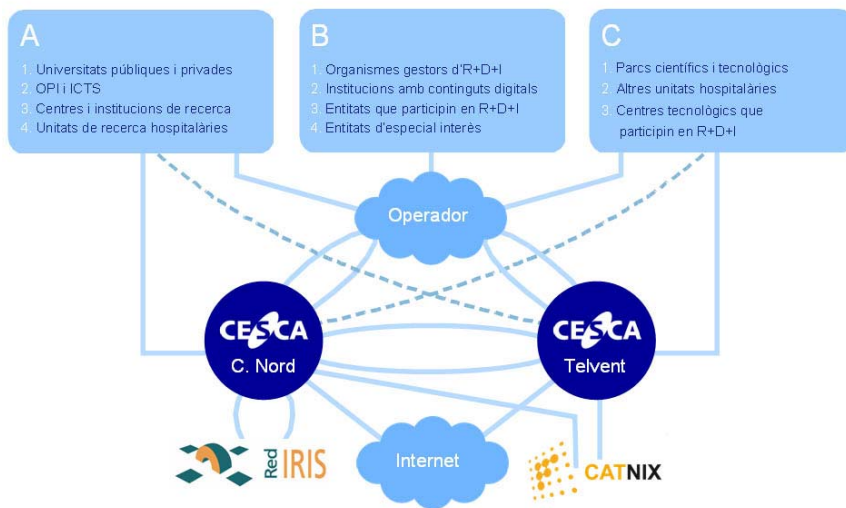 A
1. Universitats públiques i privades
2. OPI i ICTS
3. Centres i institucions de recerca
4. Unitats de recerca hospitalàries
B
1. Organismes gestors d'R+D+I
2. Institucions amb continguts digitals
3. Entitats que participin en R+D+I
4. Entitats d'especial interès
C
1. Parcs científics i tecnològics
2. Altres unitats hospitalàries
3. Centres tecnològics que
participin en R+D+I
Operador
CESCA
C. Nord
CESCA
Telvent
Red IRIS
Internet
CATNIX